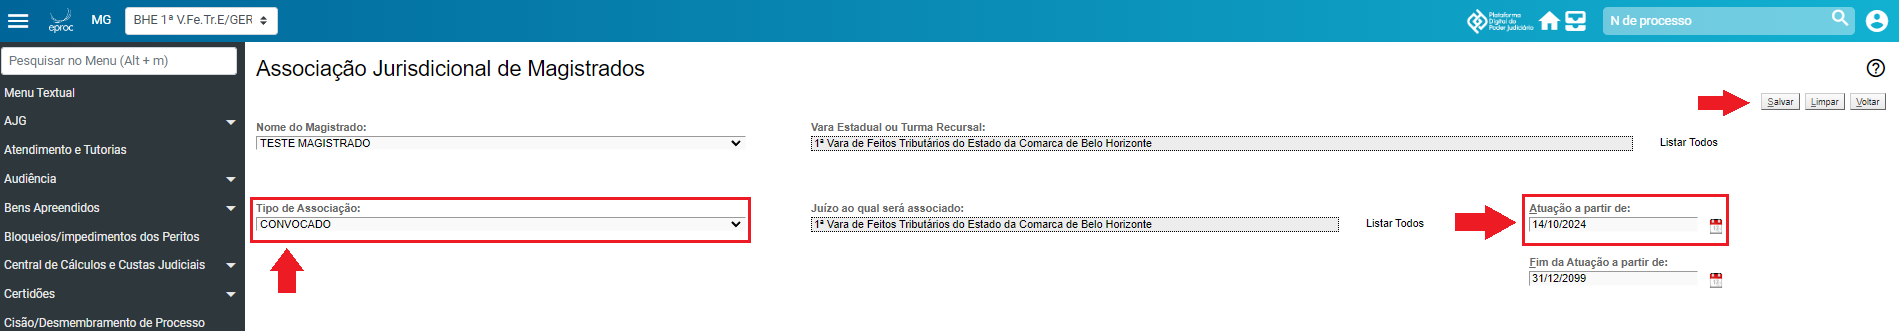 eproc
MG
BHE 1ª V.Fe.Tr.E/GER
Plataforma
Digital do
Poder Judiciário
N de processo
Pesquisar no Menu (Alt + m)
Menu Textual
AJG
Atendimento e Tutorias
Audiência
Bens Apreendidos
Bloqueios/impedimentos dos Peritos
Central de Cálculos e Custas Judiciais
Certidões
Cisão/Desmembramento de Processo
Associação Jurisdicional de Magistrados
Salvar
Limpar
Voltar
Nome do Magistrado:
TESTE MAGISTRADO
Vara Estadual ou Turma Recursal:
1ª Vara de Feitos Tributários do Estado da Comarca de Belo Horizonte
Listar Todos
Tipo de Associação:
CONVOCADO
Juízo ao qual será associado:
1ª Vara de Feitos Tributários do Estado da Comarca de Belo Horizonte
Listar Todos
Atuação a partir de:
14/10/2024
Fim da Atuação a partir de:
31/12/2099